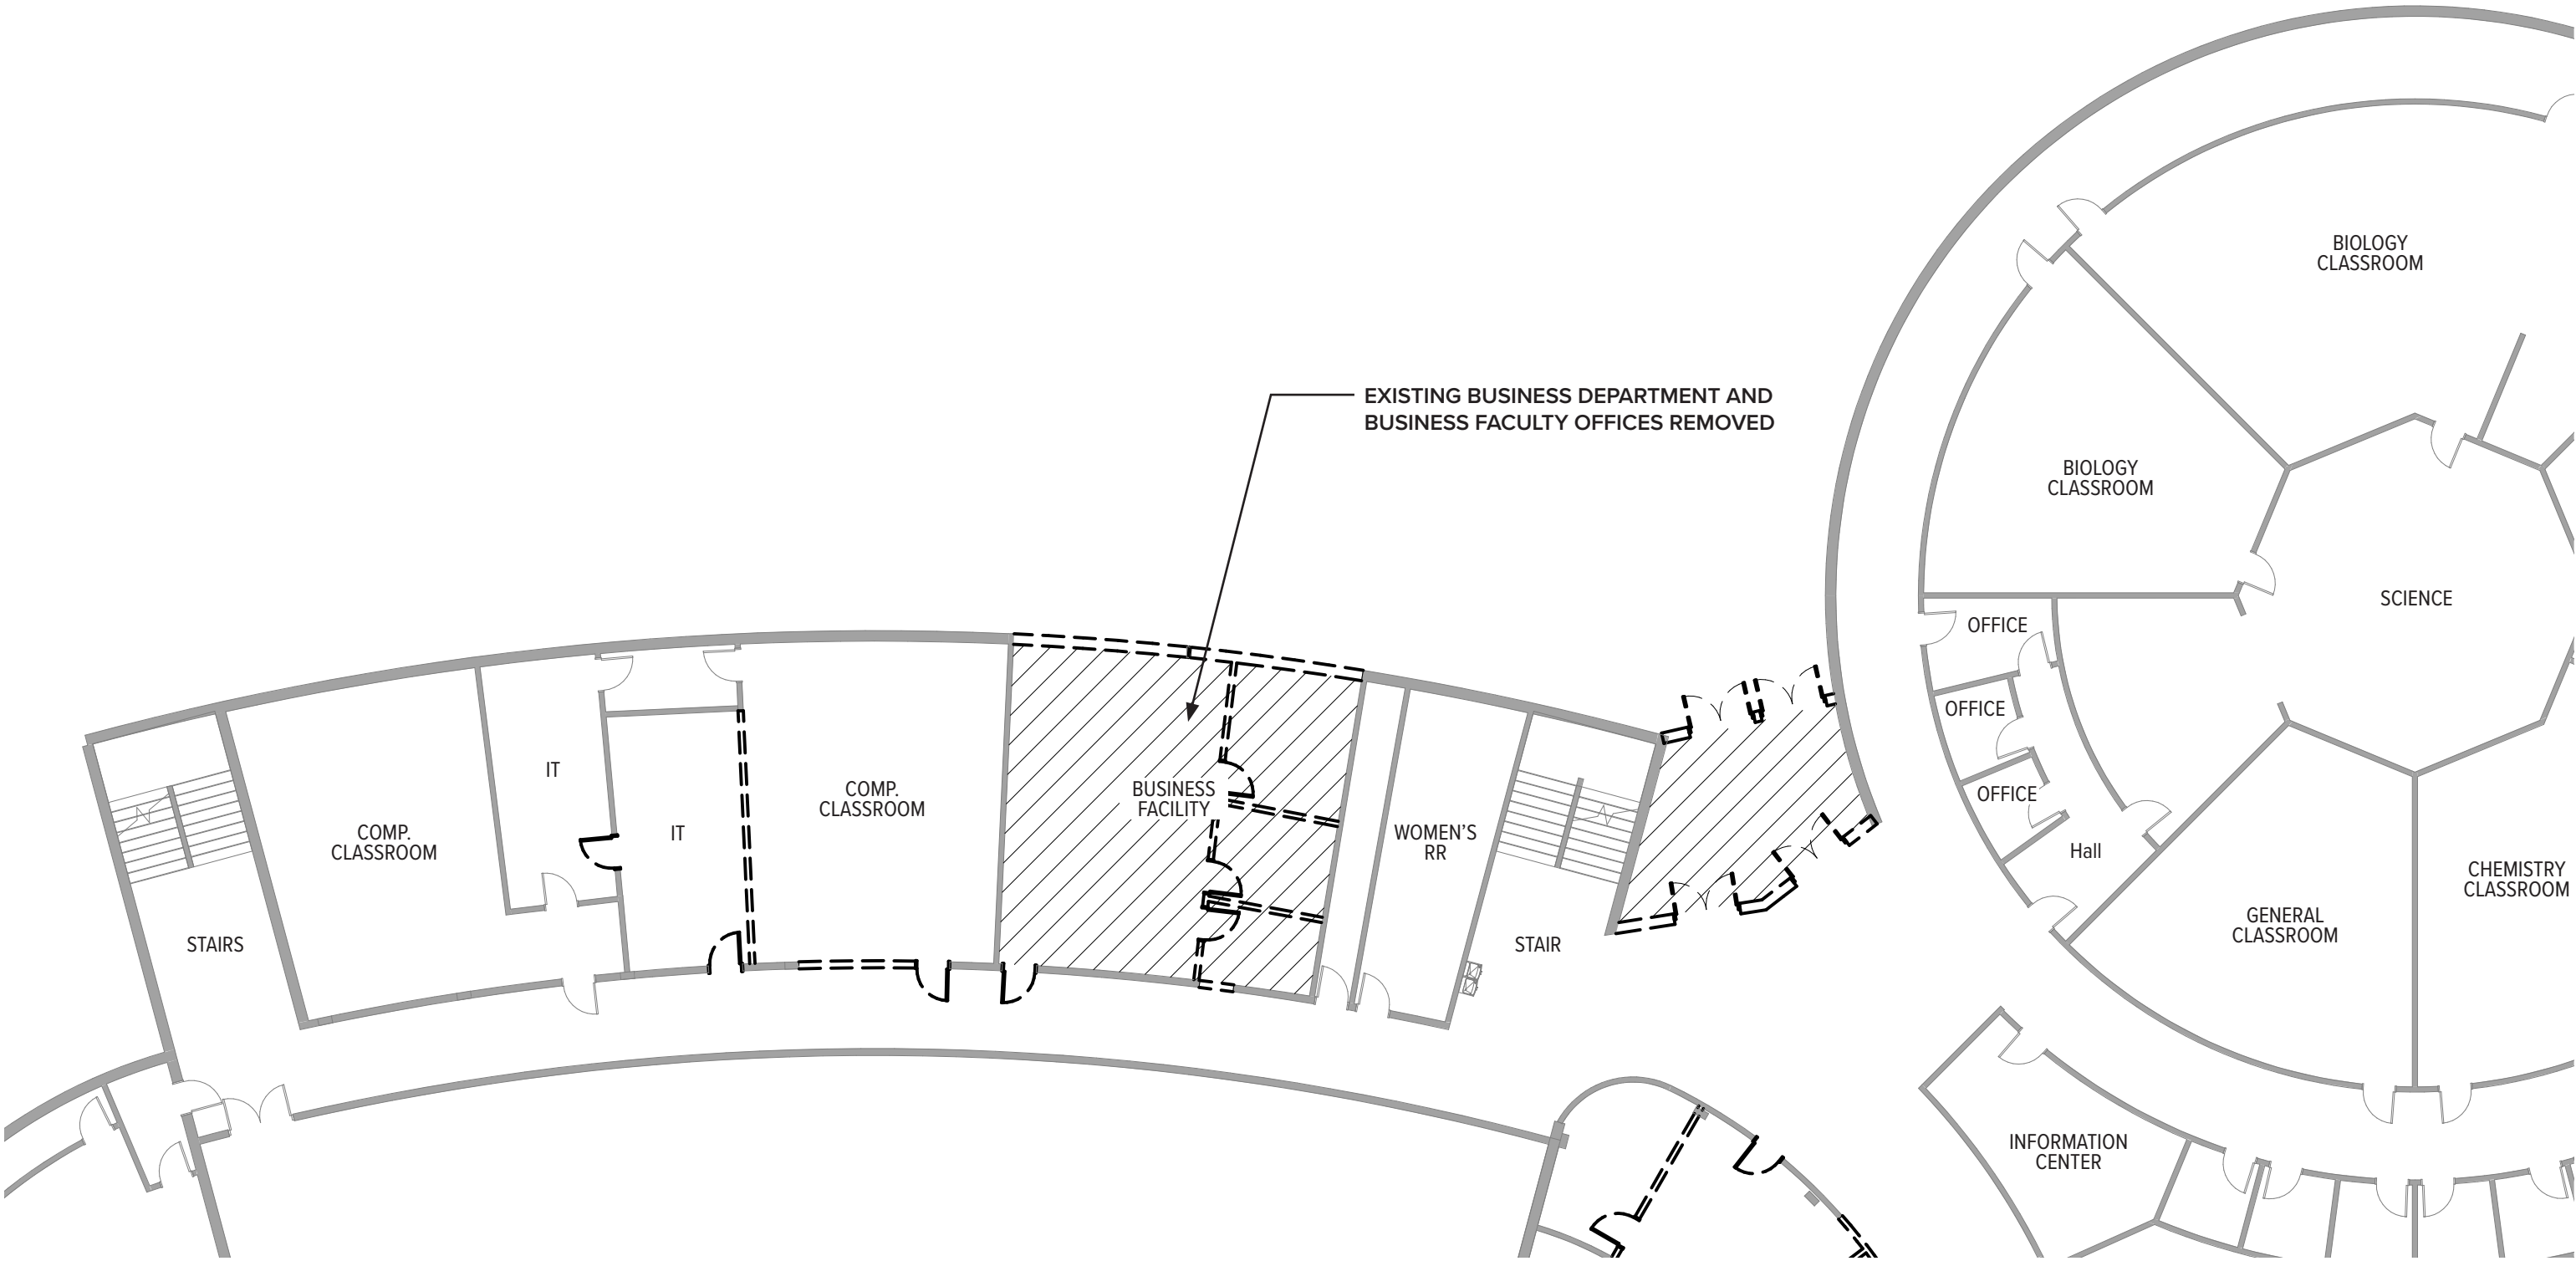 BIOLOGY
CLASSROOM
EXISTING BUSINESS DEPARTMENT AND
BUSINESS FACULTY OFFICES REMOVED
BIOLOGY
CLASSROOM
SCIENCE
OFFICE
OFFICE
OFFICE
IT
COMP.
CLASSROOM
BUSINESS
FACILITY
COMP.
CLASSROOM
IT
WOMEN'S
RR
Hall
CHEMISTRY
CLASSROOM
GENERAL
CLASSROOM
STAIRS
STAIR
INFORMATION
CENTER